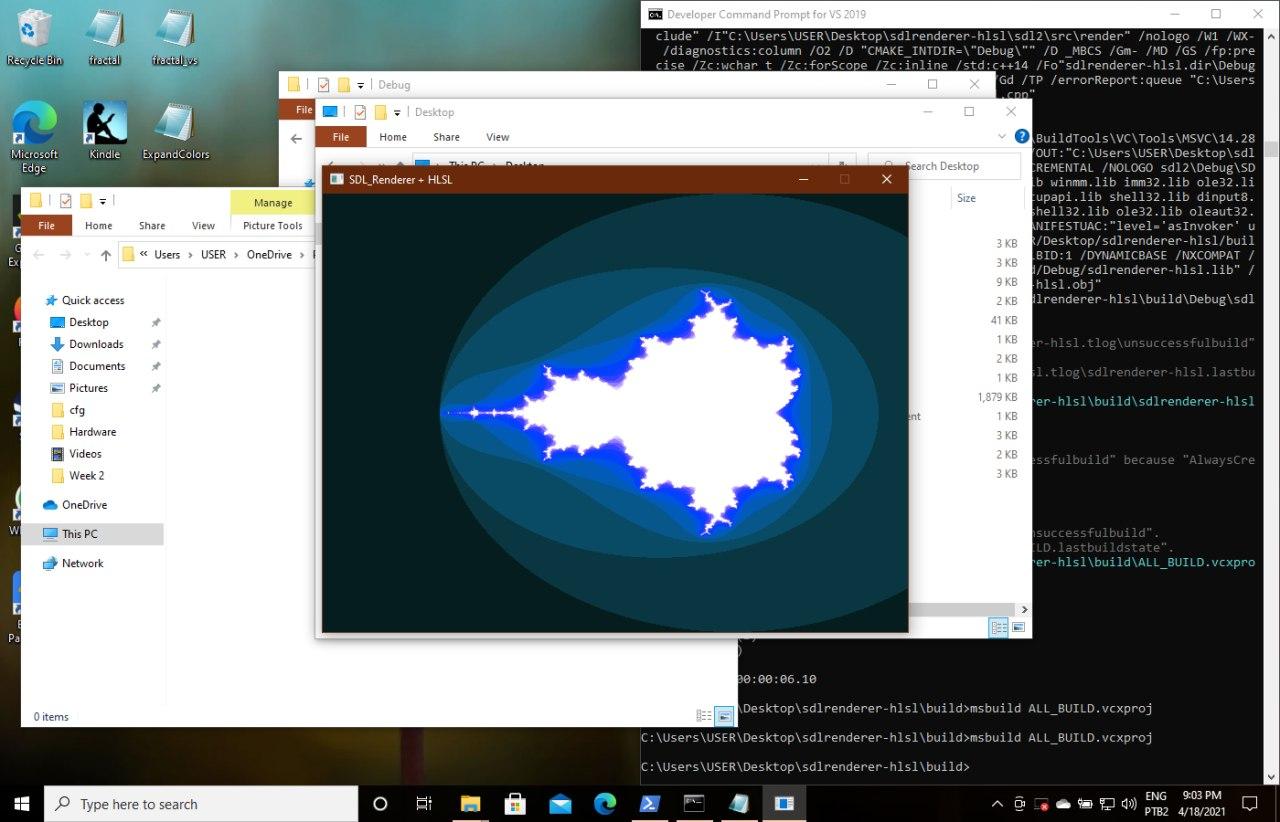 Recycle Bin
fractal
fractal_vs
Microsoft
Edge
Kindle
ExpandColors
Developer Command Prompt for VS 2019
clude" /I"C:\Users\USER\Desktop\sdlrenderer-hlsl\sdl2\src\render" /nologo /W1 /WX-
/diagnostics:column /O2 /D "CMAKE_INTDIR=\"Debug\"" /D _MBCS /Gm- /MD /GS /fp:pre
cise /Zc:wchar_t /Zc:forScope /Zc:inline /std:c++14 /Fo"sdlrenderer-hlsl.dir\Debug
/Gd /TP /errorReport:queue "C:\Users
.cpp"
BuildTools\VC\Tools\MSVC\14.28
/OUT:"C:\Users\USER\Desktop\sdl
CREMENTAL /NOLOGO sdl2\Debug\SD
ib winmm.lib imm32.lib ole32.li
tupapi.lib shell32.lib dinput8.
shell32.lib ole32.lib oleaut32.
ANIFESTUAC:"level='asInvoker' u
R/Desktop/sdlrenderer-hlsl/buil
LBID:1 /DYNAMICBASE /NXCOMPAT /
d/Debug/sdlrenderer-hlsl.lib" /
-hlsl.obj"
dlrenderer-hlsl\build\Debug\sdl
er-hlsl.tlog\unsuccessfulbuild"
sl.tlog\sdlrenderer-hlsl.lastbu
rer-hlsl\build\sdlrenderer-hlsl
essfulbuild" because "AlwaysCre
nsuccessfulbuild".
LD.lastbuildstate".
rer-hlsl\build\ALL_BUILD.vcxpro
)
00:00:06.10
\Desktop\sdlrenderer-hlsl\build>msbuild ALL_BUILD.vcxproj
C:\Users\USER\Desktop\sdlrenderer-hlsl\build>msbuild ALL_BUILD.vcxproj
C:\Users\USER\Desktop\sdlrenderer-hlsl\build>
Debug
File
Desktop
File Home Share View
This PC > Desktop
Search Desktop
Size
3 KB
3 KB
9 KB
2 KB
41 KB
1 KB
2 KB
1 KB
1,879 KB
ent 1 KB
3 KB
2 KB
3 KB
SDL_Renderer + HLSL
Manage
File Home Share View Picture Tools
« Users > USER > OneDrive >
Quick access
Desktop
Downloads
Documents
Pictures
cfg
Hardware
Videos
Week 2
OneDrive
This PC
Network
0 items
Type here to search
ENG
PTB2
9:03 PM
4/18/2021